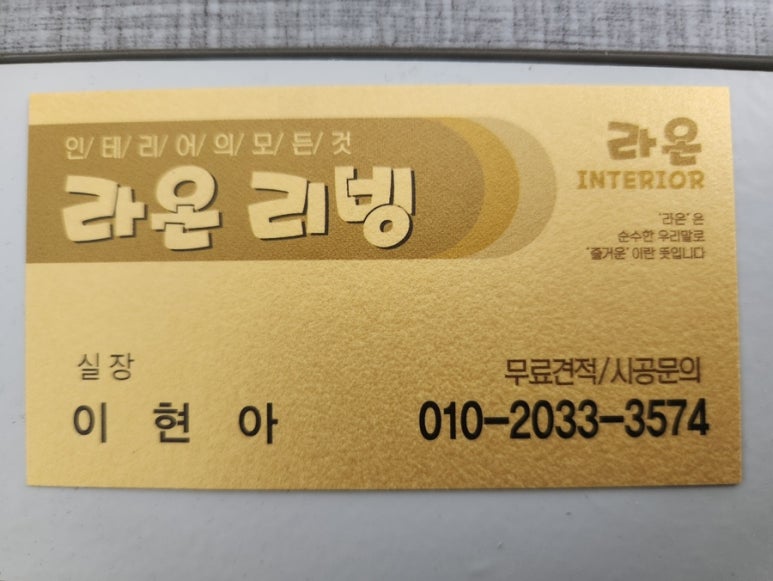 인/테/리/어/의/모/든/것
라온 리빙
라온
INTERIOR
'라온'은
순수한 우리말로
'즐거운'이란 뜻입니다
실장
이 현 아
무료견적/시공문의
010-2033-3574